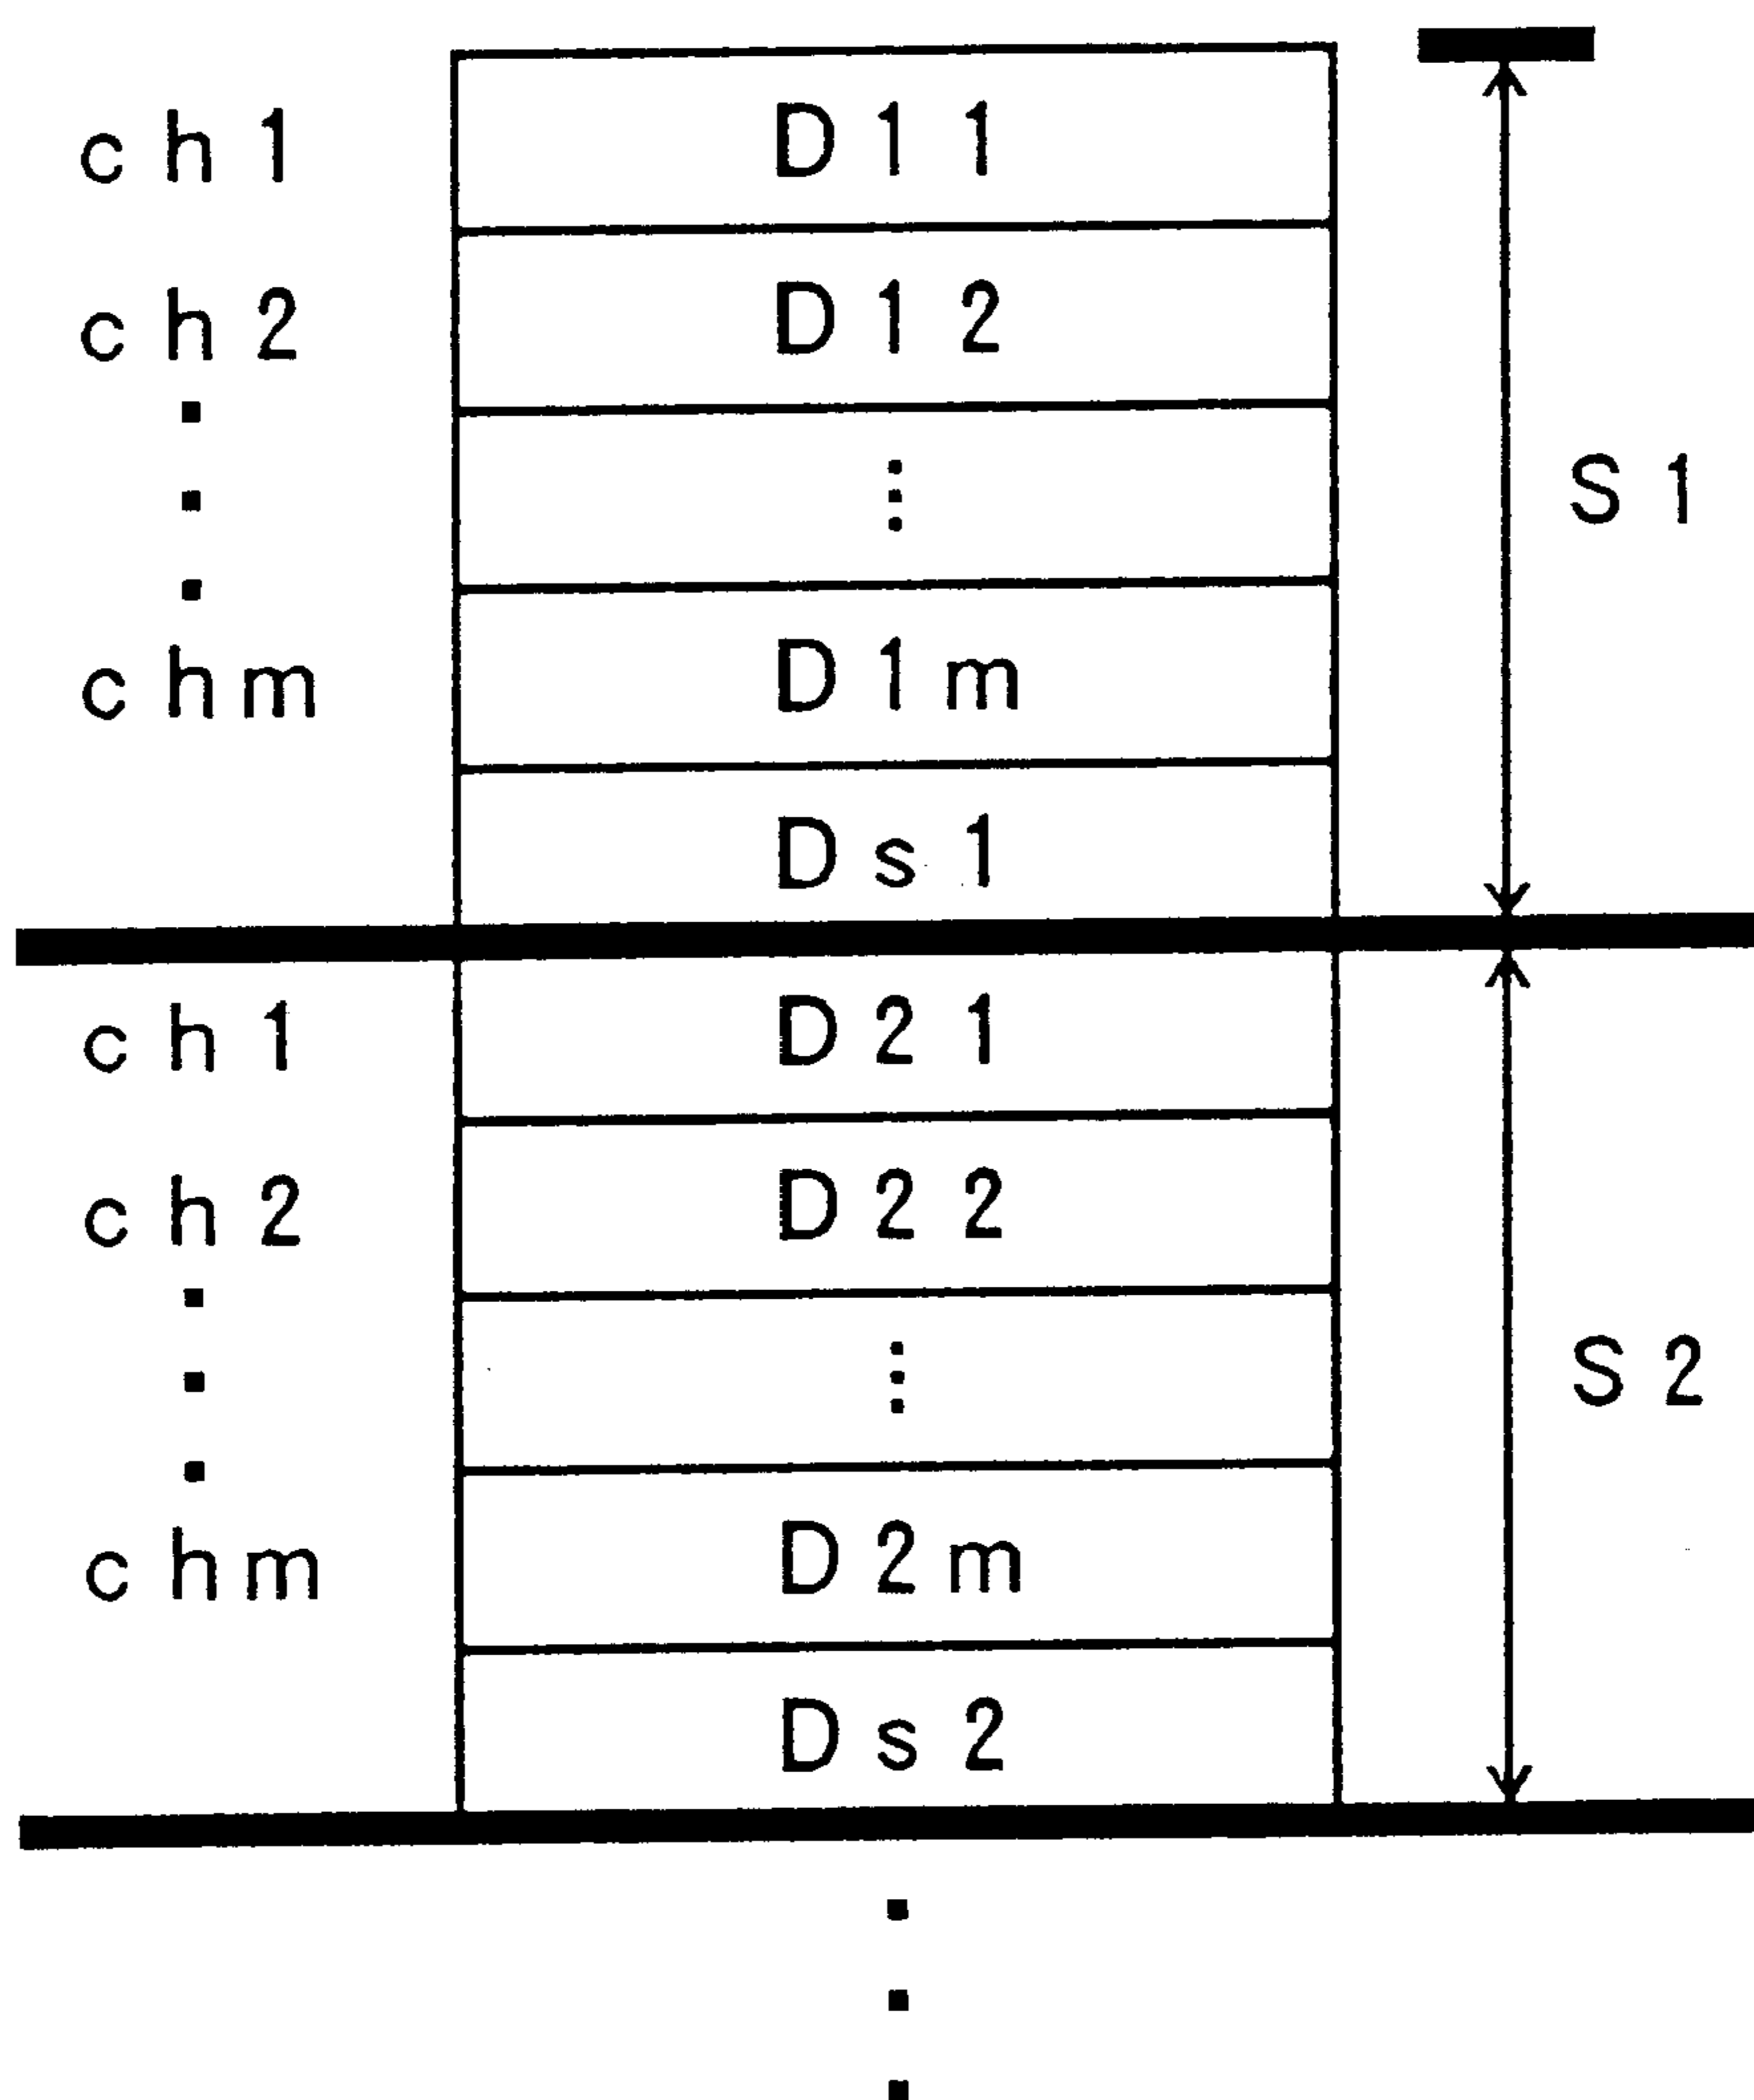 ch1 D11
ch2 D12
⋮ S1
chm D1m
Ds1
ch1 D21
ch2 D22
⋮ S2
chm D2m
Ds2